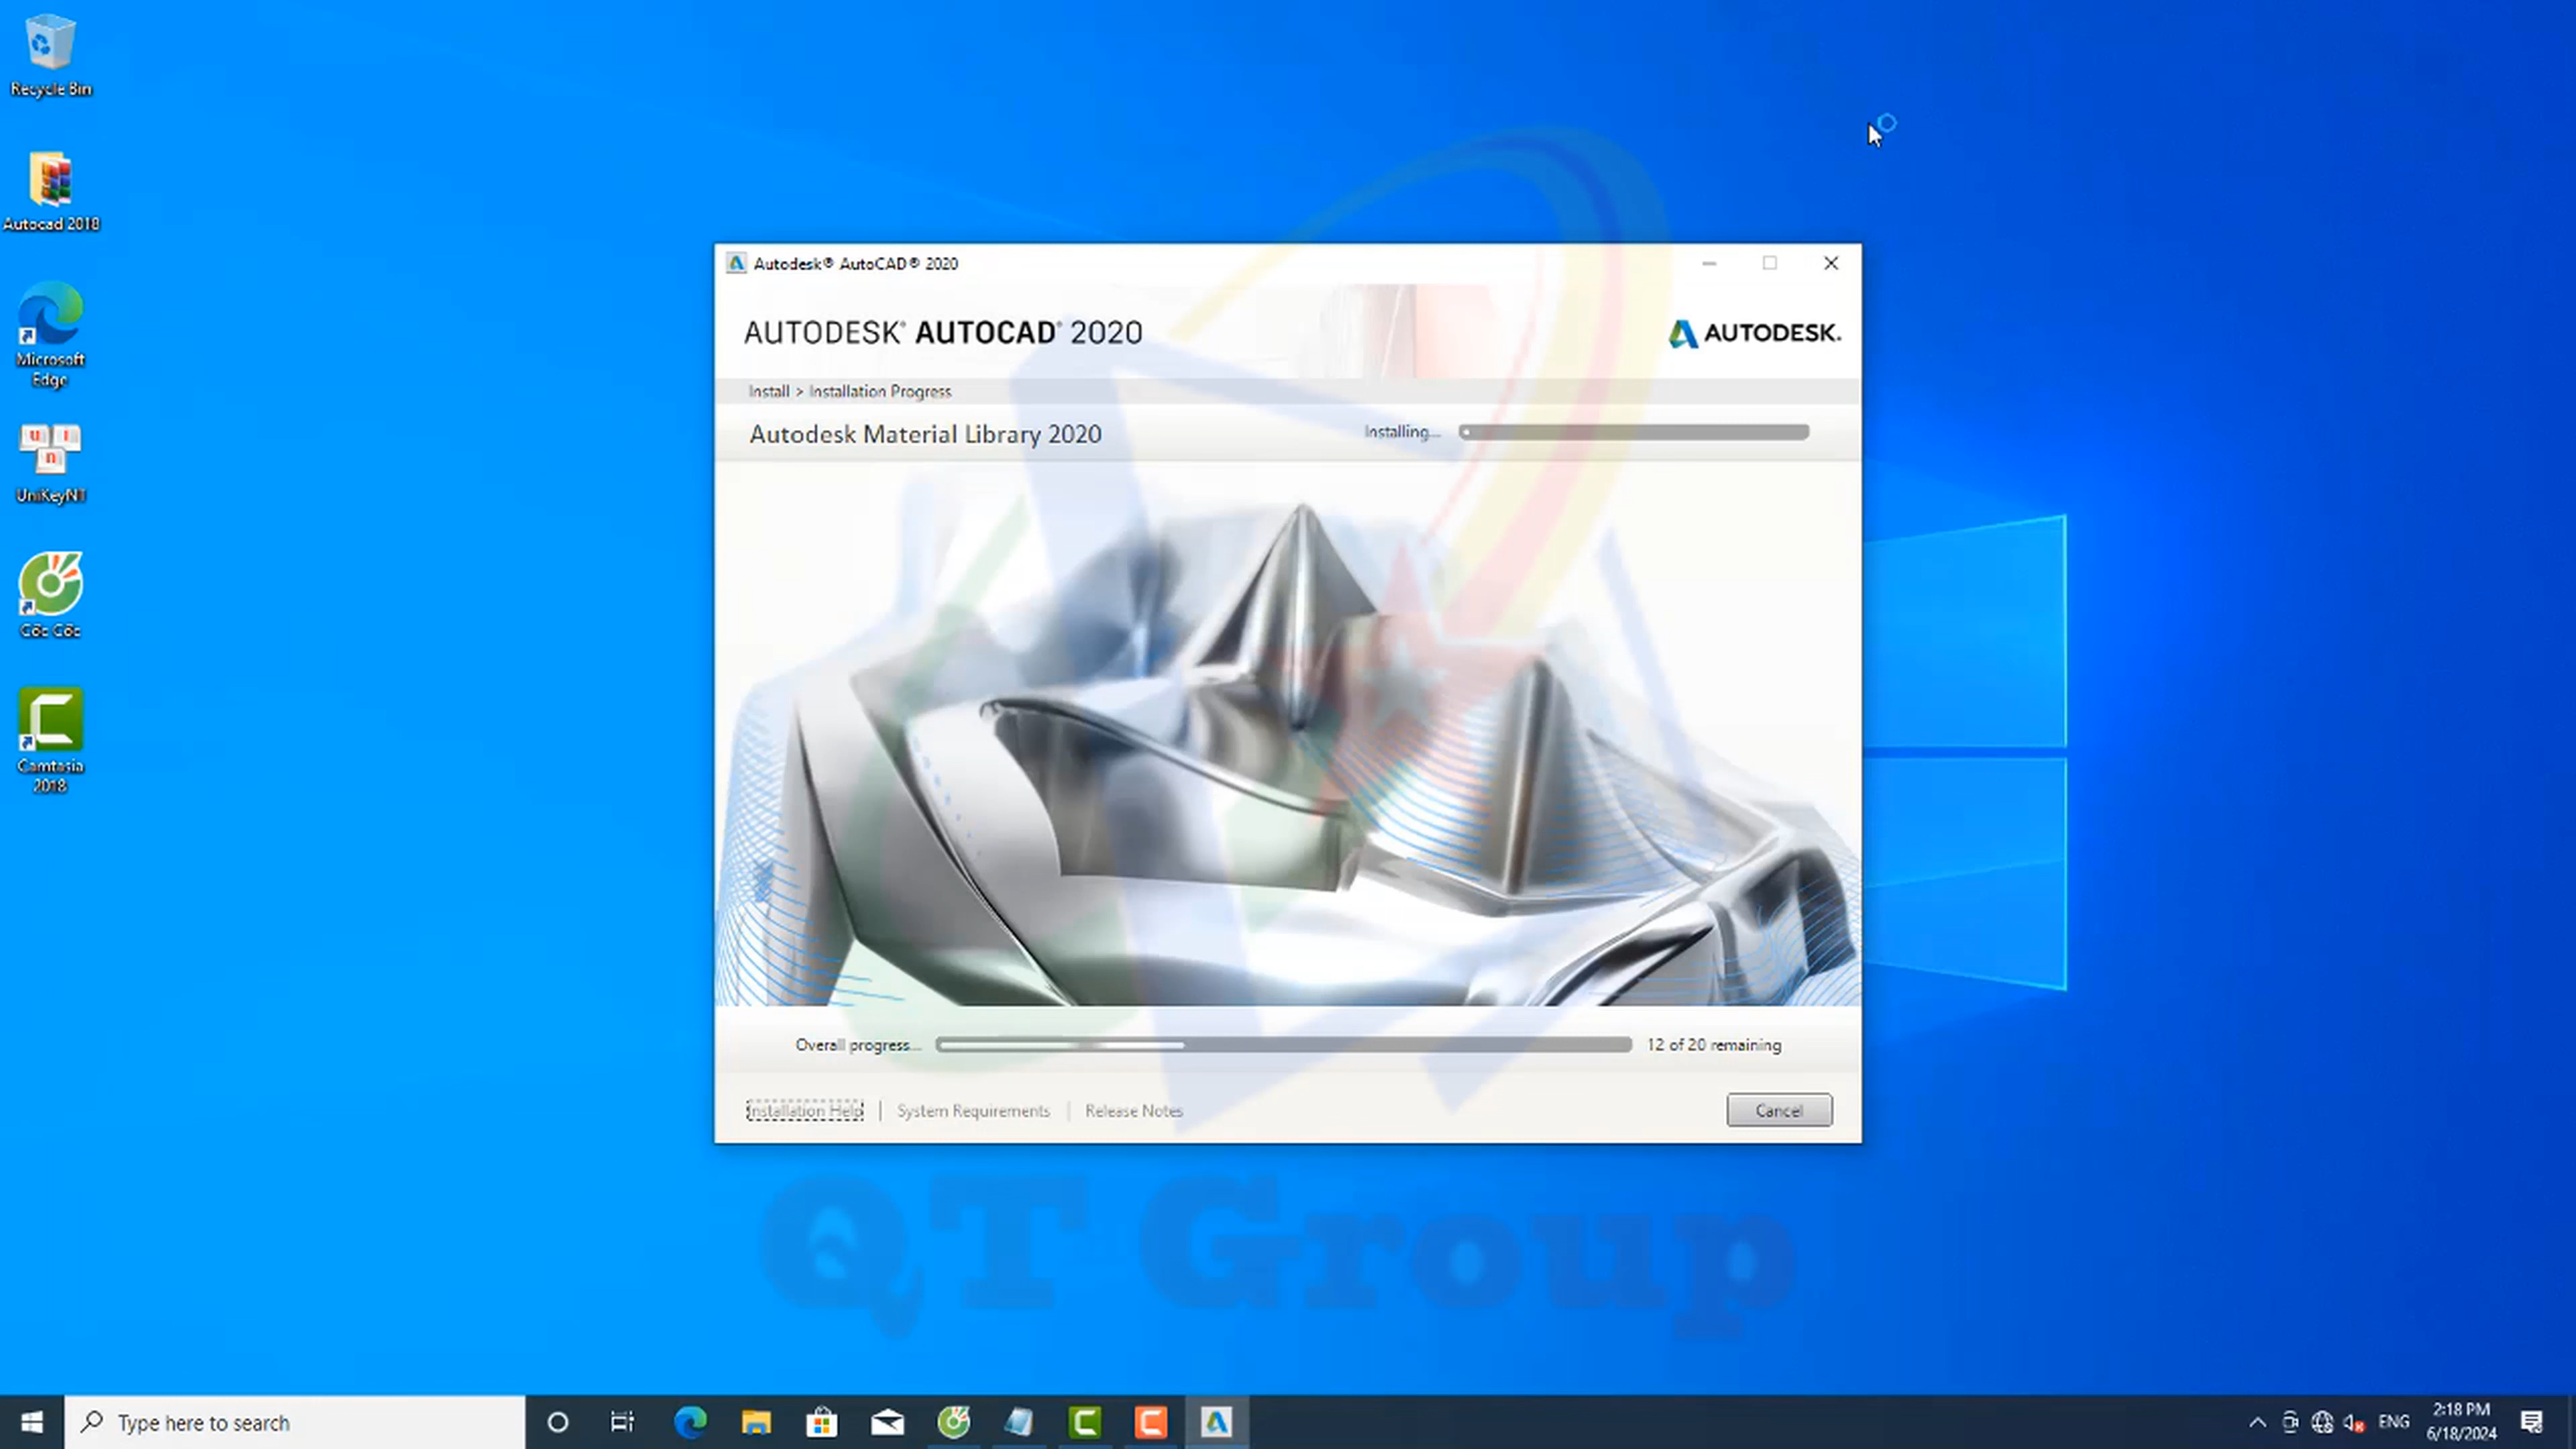 Recycle Bin
Autocad 2018
Microsoft
Edge
UniKeyNT
Cốc Cốc
Camtasia
2018
Autodesk® AutoCAD® 2020
AUTODESK® AUTOCAD® 2020
AUTODESK.
Install > Installation Progress
Autodesk Material Library 2020
Installing...
Overall progress...
12 of 20 remaining
Installation Help | System Requirements | Release Notes
Cancel
QT Group
Type here to search
ENG
2:18 PM
6/18/2024